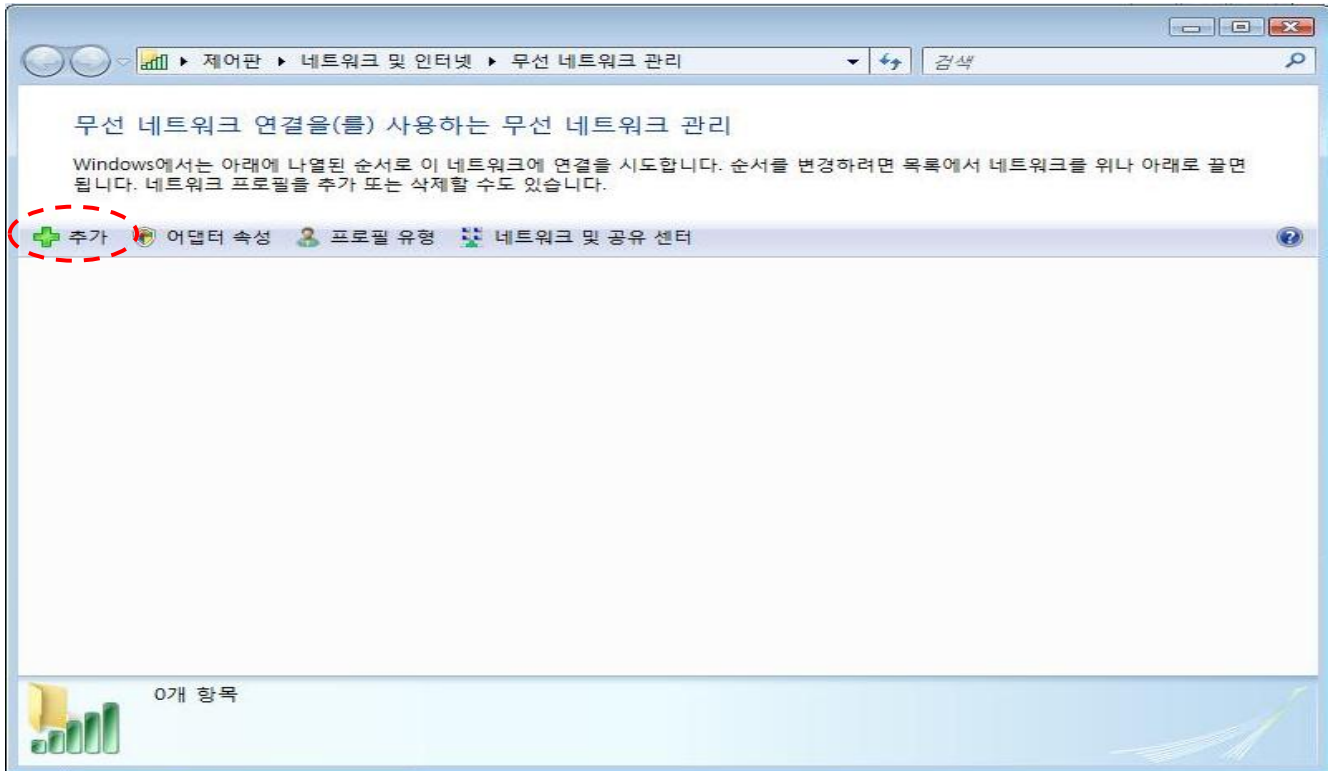 제어판 ▸ 네트워크 및 인터넷 ▸ 무선 네트워크 관리 검색
무선 네트워크 연결을(를) 사용하는 무선 네트워크 관리
Windows에서는 아래에 나열된 순서로 이 네트워크에 연결을 시도합니다. 순서를 변경하려면 목록에서 네트워크를 위나 아래로 끌면
됩니다. 네트워크 프로필을 추가 또는 삭제할 수도 있습니다.
추가 어댑터 속성 프로필 유형 네트워크 및 공유 센터
0개 항목